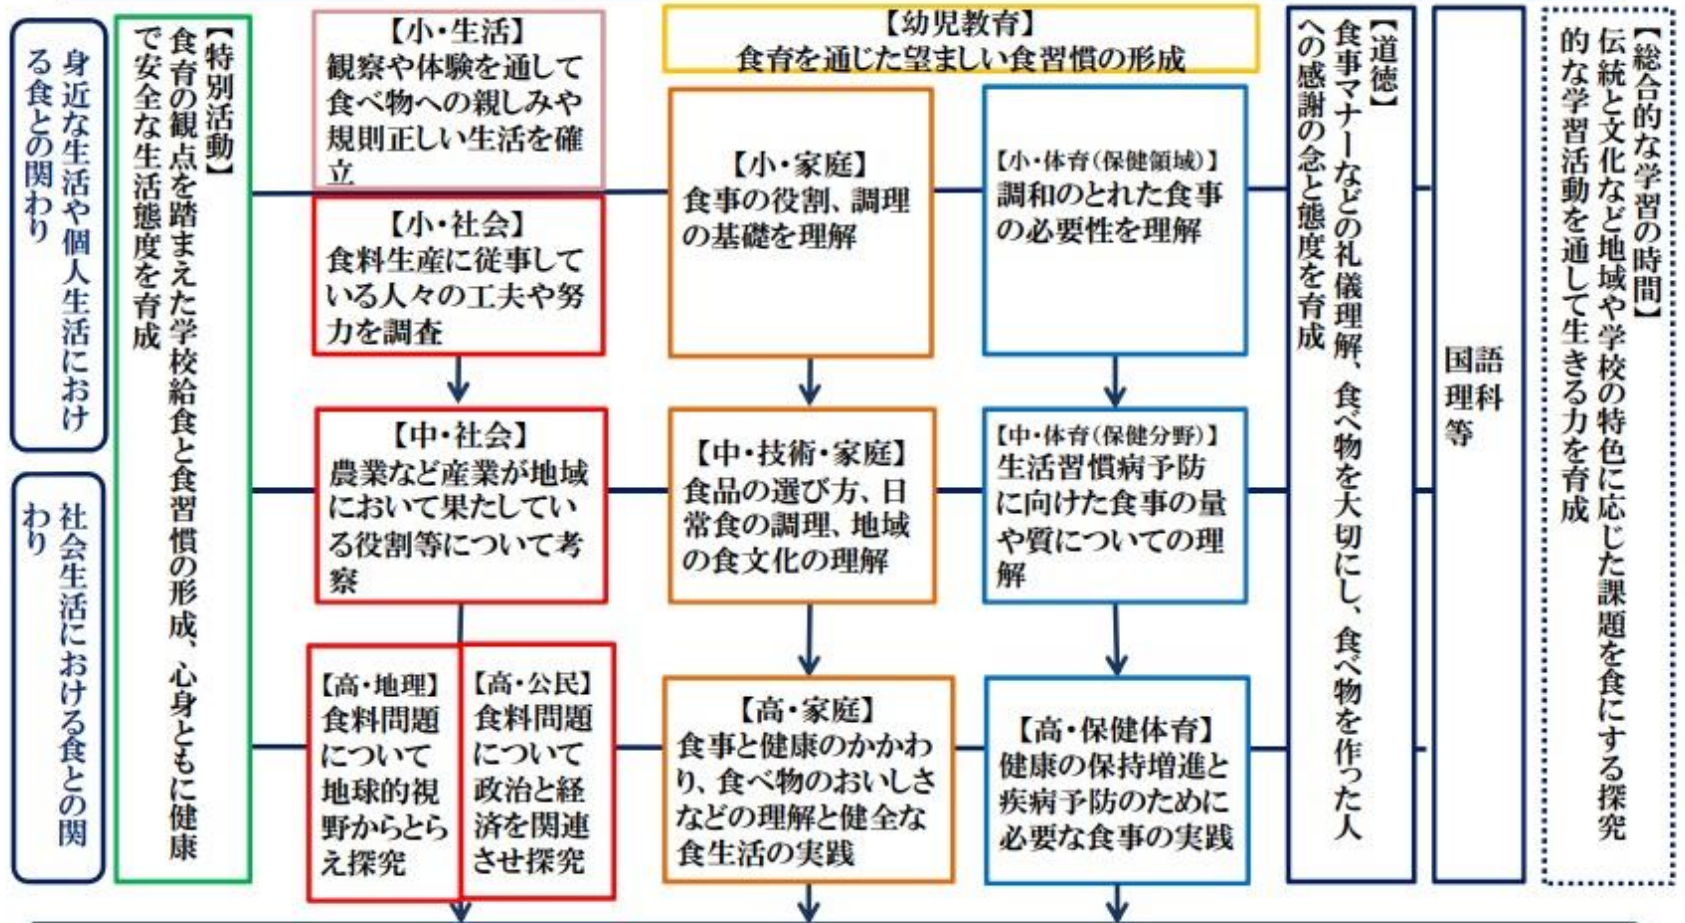 身近な生活や個人生活におけ
る食との関わり
社会生活における食との関
わり
【特別活動】
食育の観点を踏まえた学校給食と食習慣の形成、心身ともに健康
で安全な生活態度を育成
【小・生活】
観察や体験を通して
食べ物への親しみや
規則正しい生活を確
立
【小・社会】
食料生産に従事して
いる人々の工夫や努
力を調査
【中・社会】
農業など産業が地域
において果たしてい
る役割等について考
察
【高・地理】
食料問題
について
地球的視
野からとら
え探究
【高・公民】
食料問題
について
政治と経
済を関連
させ探究
【幼児教育】
食育を通じた望ましい食習慣の形成
【小・家庭】
食事の役割、調理
の基礎を理解
【中・技術・家庭】
食品の選び方、日
常食の調理、地域
の食文化の理解
【高・家庭】
食事と健康のかかわ
り、食べ物のおいしさ
などの理解と健全な
食生活の実践
【小・体育(保健領域)】
調和のとれた食事
の必要性を理解
【中・体育(保健分野)】
生活習慣病予防
に向けた食事の量
や質についての理
解
【高・保健体育】
健康の保持増進と
疾病予防のために
必要な食事の実践
【道徳】
食事マナーなどの礼儀理解、食べ物を大切にし、食べ物を作った人
への感謝の念と態度を育成
国語
理科
等
【総合的な学習の時間】
伝統と文化など地域や学校の特色に応じた課題を食にする探究
的な学習活動を通して生きる力を育成